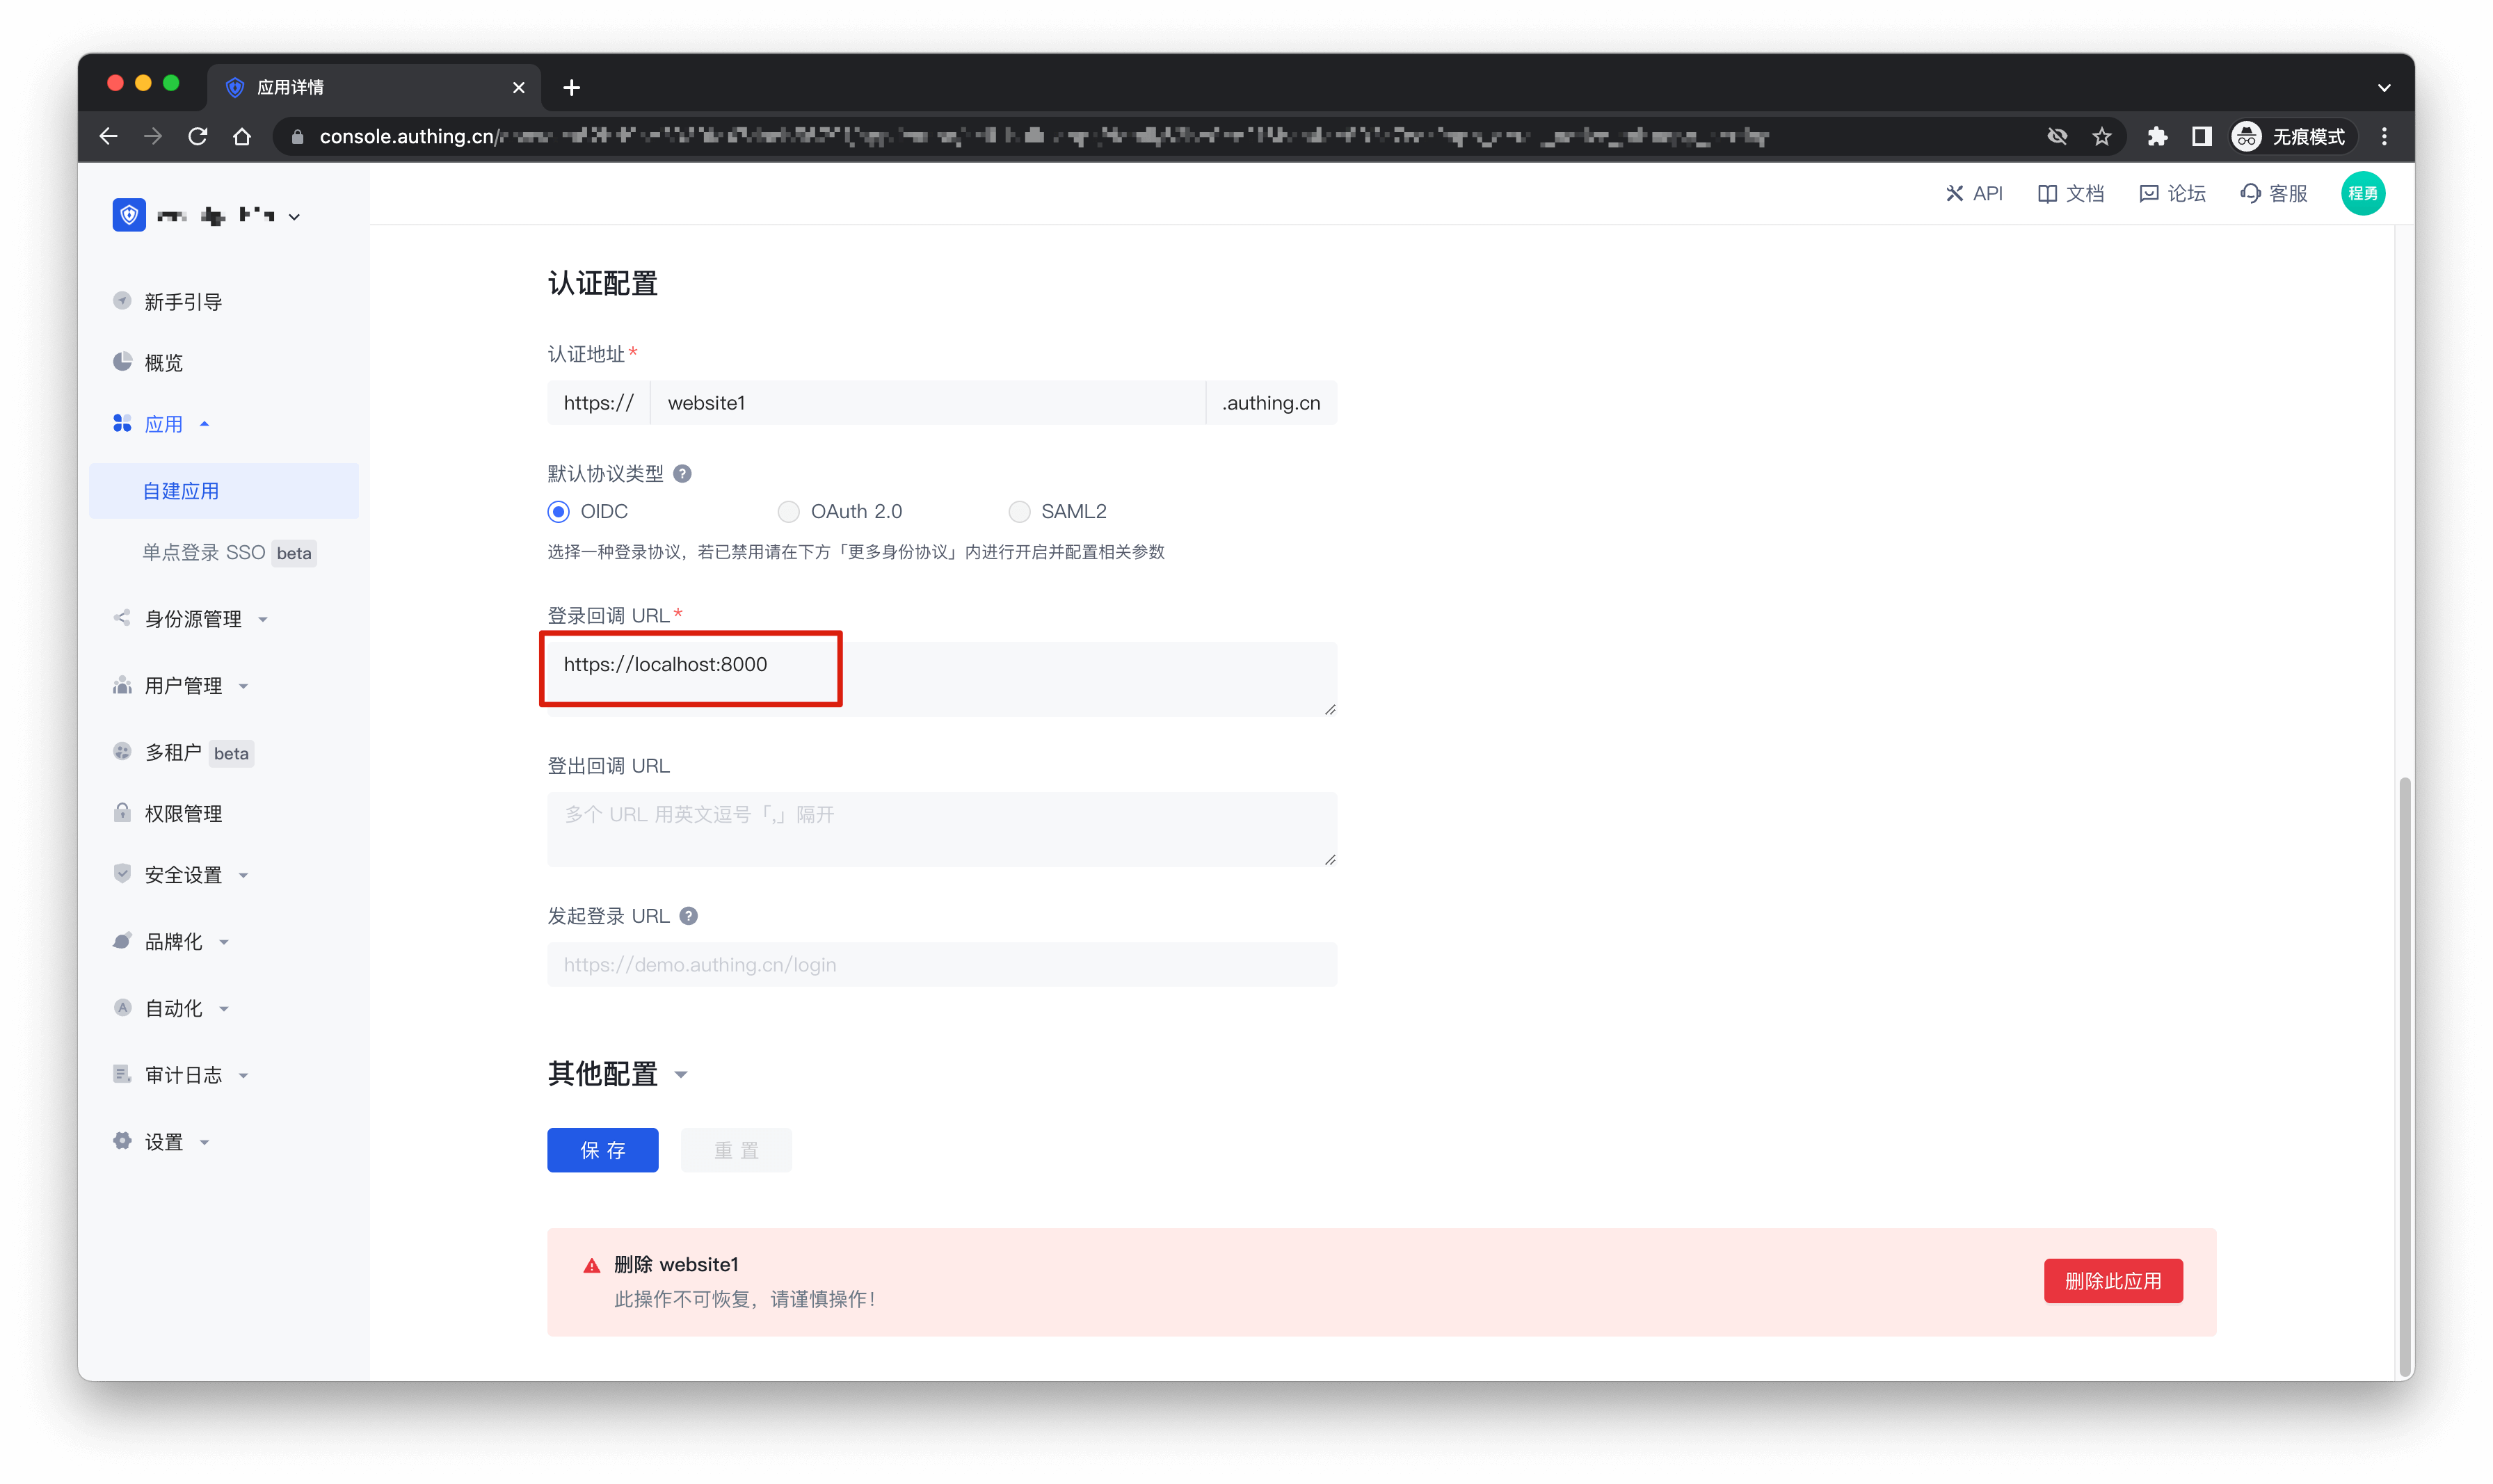 应用详情
console.authing.cn/
无痕模式
API
文档
论坛
客服
程勇
新手引导
概览
应用
自建应用
单点登录 SSO beta
身份源管理
用户管理
多租户 beta
权限管理
安全设置
品牌化
自动化
审计日志
设置
认证配置
认证地址*
https:// website1 .authing.cn
默认协议类型 ?
OIDC OAuth 2.0 SAML2
选择一种登录协议，若已禁用请在下方「更多身份协议」内进行开启并配置相关参数
登录回调 URL*
https://localhost:8000
登出回调 URL
多个 URL 用英文逗号「,」隔开
发起登录 URL ?
https://demo.authing.cn/login
其他配置
保 存 重 置
删除 website1
此操作不可恢复，请谨慎操作！
删除此应用